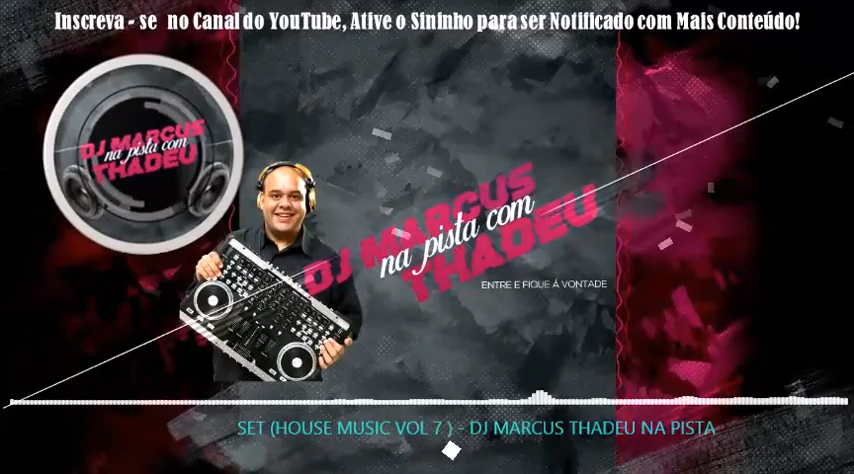 Inscreva - se no Canal do YouTube, Ative o Sininho para ser Notificado com Mais Conteúdo!
DJ MARCUS
na pista com
THADEU
DJ MARCUS
na pista com
THADEU
ENTRE E FIQUE Á VONTADE
SET (HOUSE MUSIC VOL 7 ) - DJ MARCUS THADEU NA PISTA